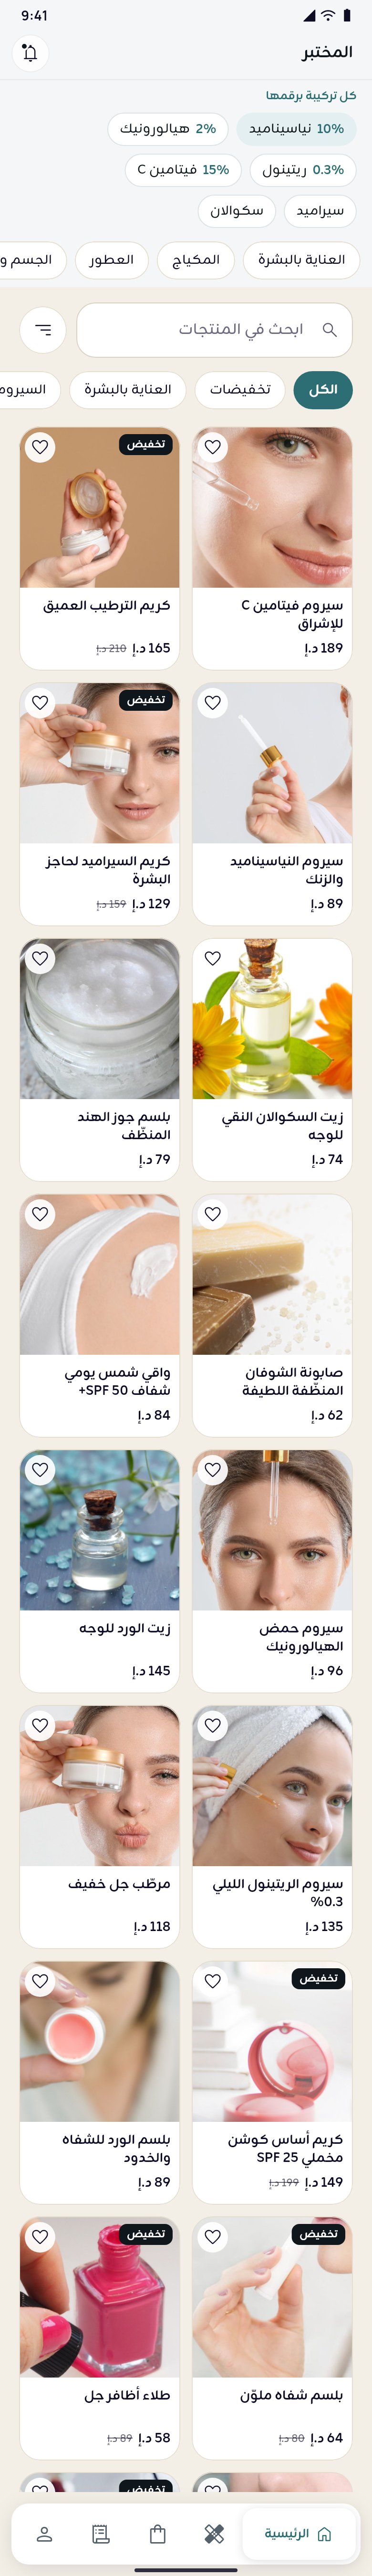 9:41
المختبر
كل تركيبة برقمها
10% نياسيناميد
2% هيالورونيك
0.3% ريتينول
15% فيتامين C
سيراميد
سكوالان
العناية بالبشرة
المكياج
العطور
الجسم و
ابحث في المنتجات
الكل
تخفيضات
العناية بالبشرة
السيروم
سيروم فيتامين C
للإشراق
189 د.إ
تخفيض
كريم الترطيب العميق
165 د.إ 210 د.إ
سيروم النياسيناميد
والزنك
89 د.إ
تخفيض
كريم السيراميد لحاجز
البشرة
129 د.إ 159 د.إ
زيت السكوالان النقي
للوجه
74 د.إ
بلسم جوز الهند
المنظّف
79 د.إ
صابونة الشوفان
المنظّفة اللطيفة
62 د.إ
واقي شمس يومي
شفاف SPF 50+
84 د.إ
سيروم حمض
الهيالورونيك
96 د.إ
زيت الورد للوجه
145 د.إ
سيروم الريتينول الليلي
0.3%
135 د.إ
مرطّب جل خفيف
118 د.إ
تخفيض
كريم أساس كوشن
مخملي SPF 25
149 د.إ 199 د.إ
بلسم الورد للشفاه
والخدود
89 د.إ
تخفيض
بلسم شفاه ملوّن
64 د.إ 80 د.إ
تخفيض
طلاء أظافر جل
58 د.إ 89 د.إ
تخفيض
الرئيسية